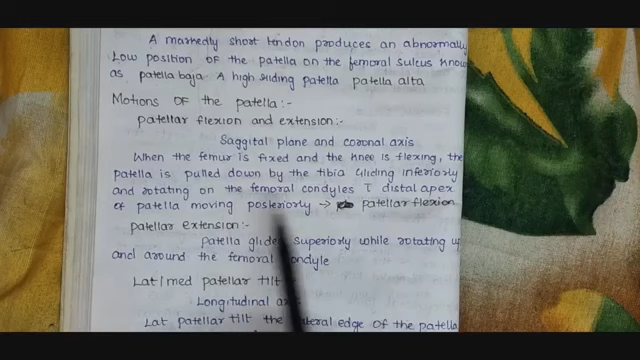 A markedly short tendon produces an abnormally
Low position of the patella on the femoral sulcus known
as patella baja A high riding patella patella alta
Motions of the patella :-
patellar flexion and extension :-
Saggital plane and coronal axis
When the femur is fixed and the knee is flexing, the
patella is pulled down by the tibia gliding inferiorly
and rotating on the femoral condyles T distal apex
of patella moving posteriorly → patellar flexion
patellar extension :-
patella glides superiorly while rotating up
and around the femoral condyle
Lat/med patellar tilt
Longitudinal
Lat patellar tilt the lateral edge of the patella